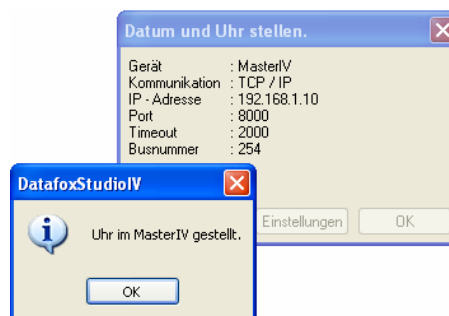 Datum und Uhr stellen.
Gerät : MasterIV
Kommunikation : TCP / IP
IP - Adresse : 192.168.1.10
Port : 8000
Timeout : 2000
Busnummer : 254
Einstellungen OK
DatafoxStudioIV
Uhr im MasterIV gestellt.
OK